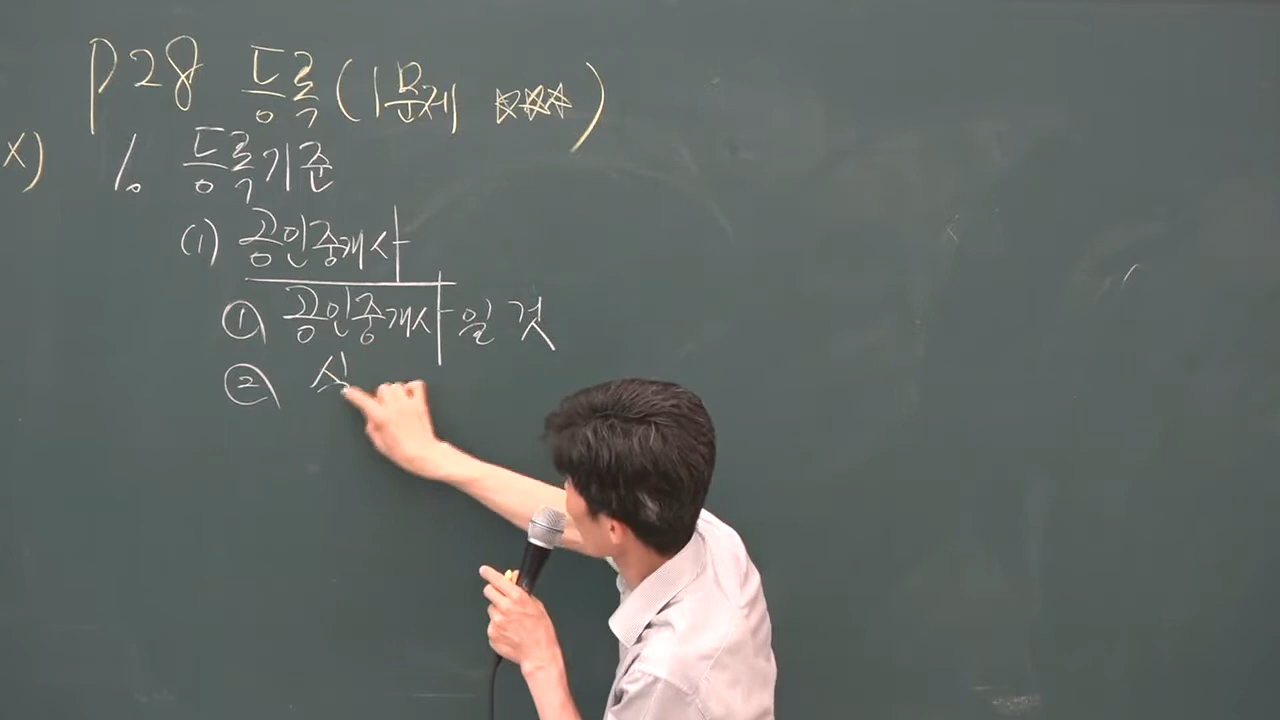 P28 등록 (1문제 ☆☆☆)
X) 1. 등록기준
(1) 공인중개사
① 공인중개사일 것
② 시